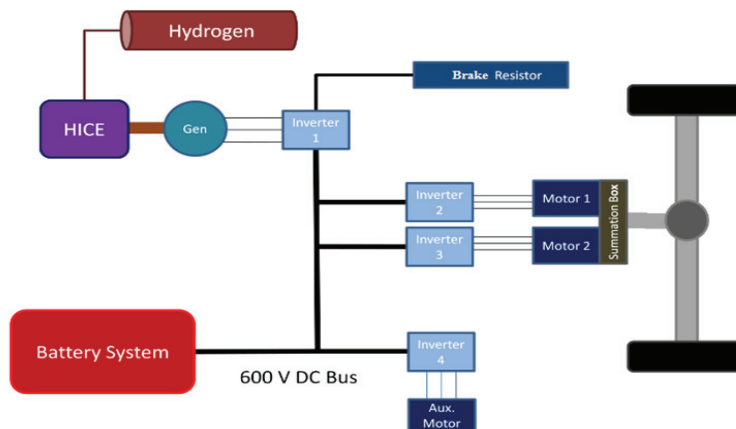 Hydrogen
Brake Resistor
HICE
Gen
Inverter
1
Inverter
2
Motor 1
Summation Box
Inverter
3
Motor 2
Battery System
600 V DC Bus
Inverter
4
Aux.
Motor